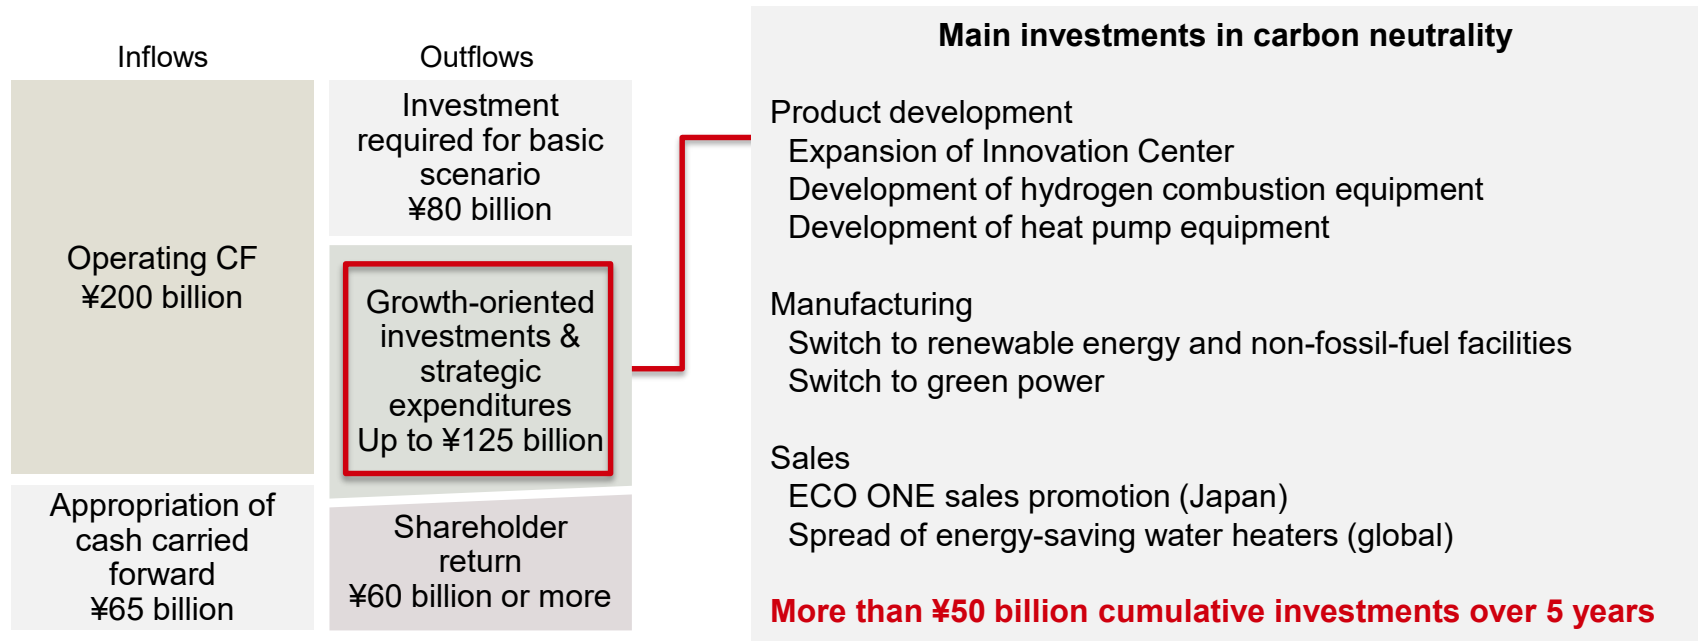 Inflows
Operating CF
¥200 billion
Appropriation of
cash carried
forward
¥65 billion
Outflows
Investment
required for basic
scenario
¥80 billion
Growth-oriented
investments &
strategic
expenditures
Up to ¥125 billion
Shareholder
return
¥60 billion or more
Main investments in carbon neutrality
Product development
Expansion of Innovation Center
Development of hydrogen combustion equipment
Development of heat pump equipment
Manufacturing
Switch to renewable energy and non-fossil-fuel facilities
Switch to green power
Sales
ECO ONE sales promotion (Japan)
Spread of energy-saving water heaters (global)
More than ¥50 billion cumulative investments over 5 years